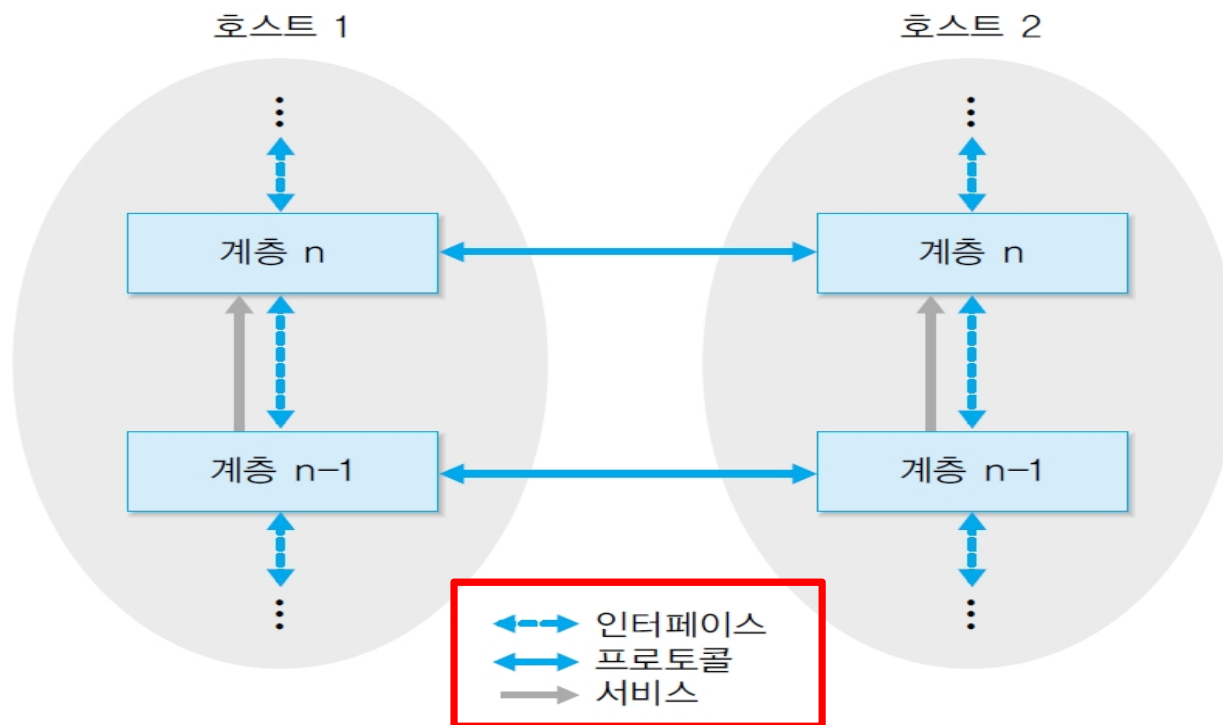 호스트 1
호스트 2
...
...
계층 n
계층 n
계층 n-1
계층 n-1
...
...
인터페이스
프로토콜
서비스